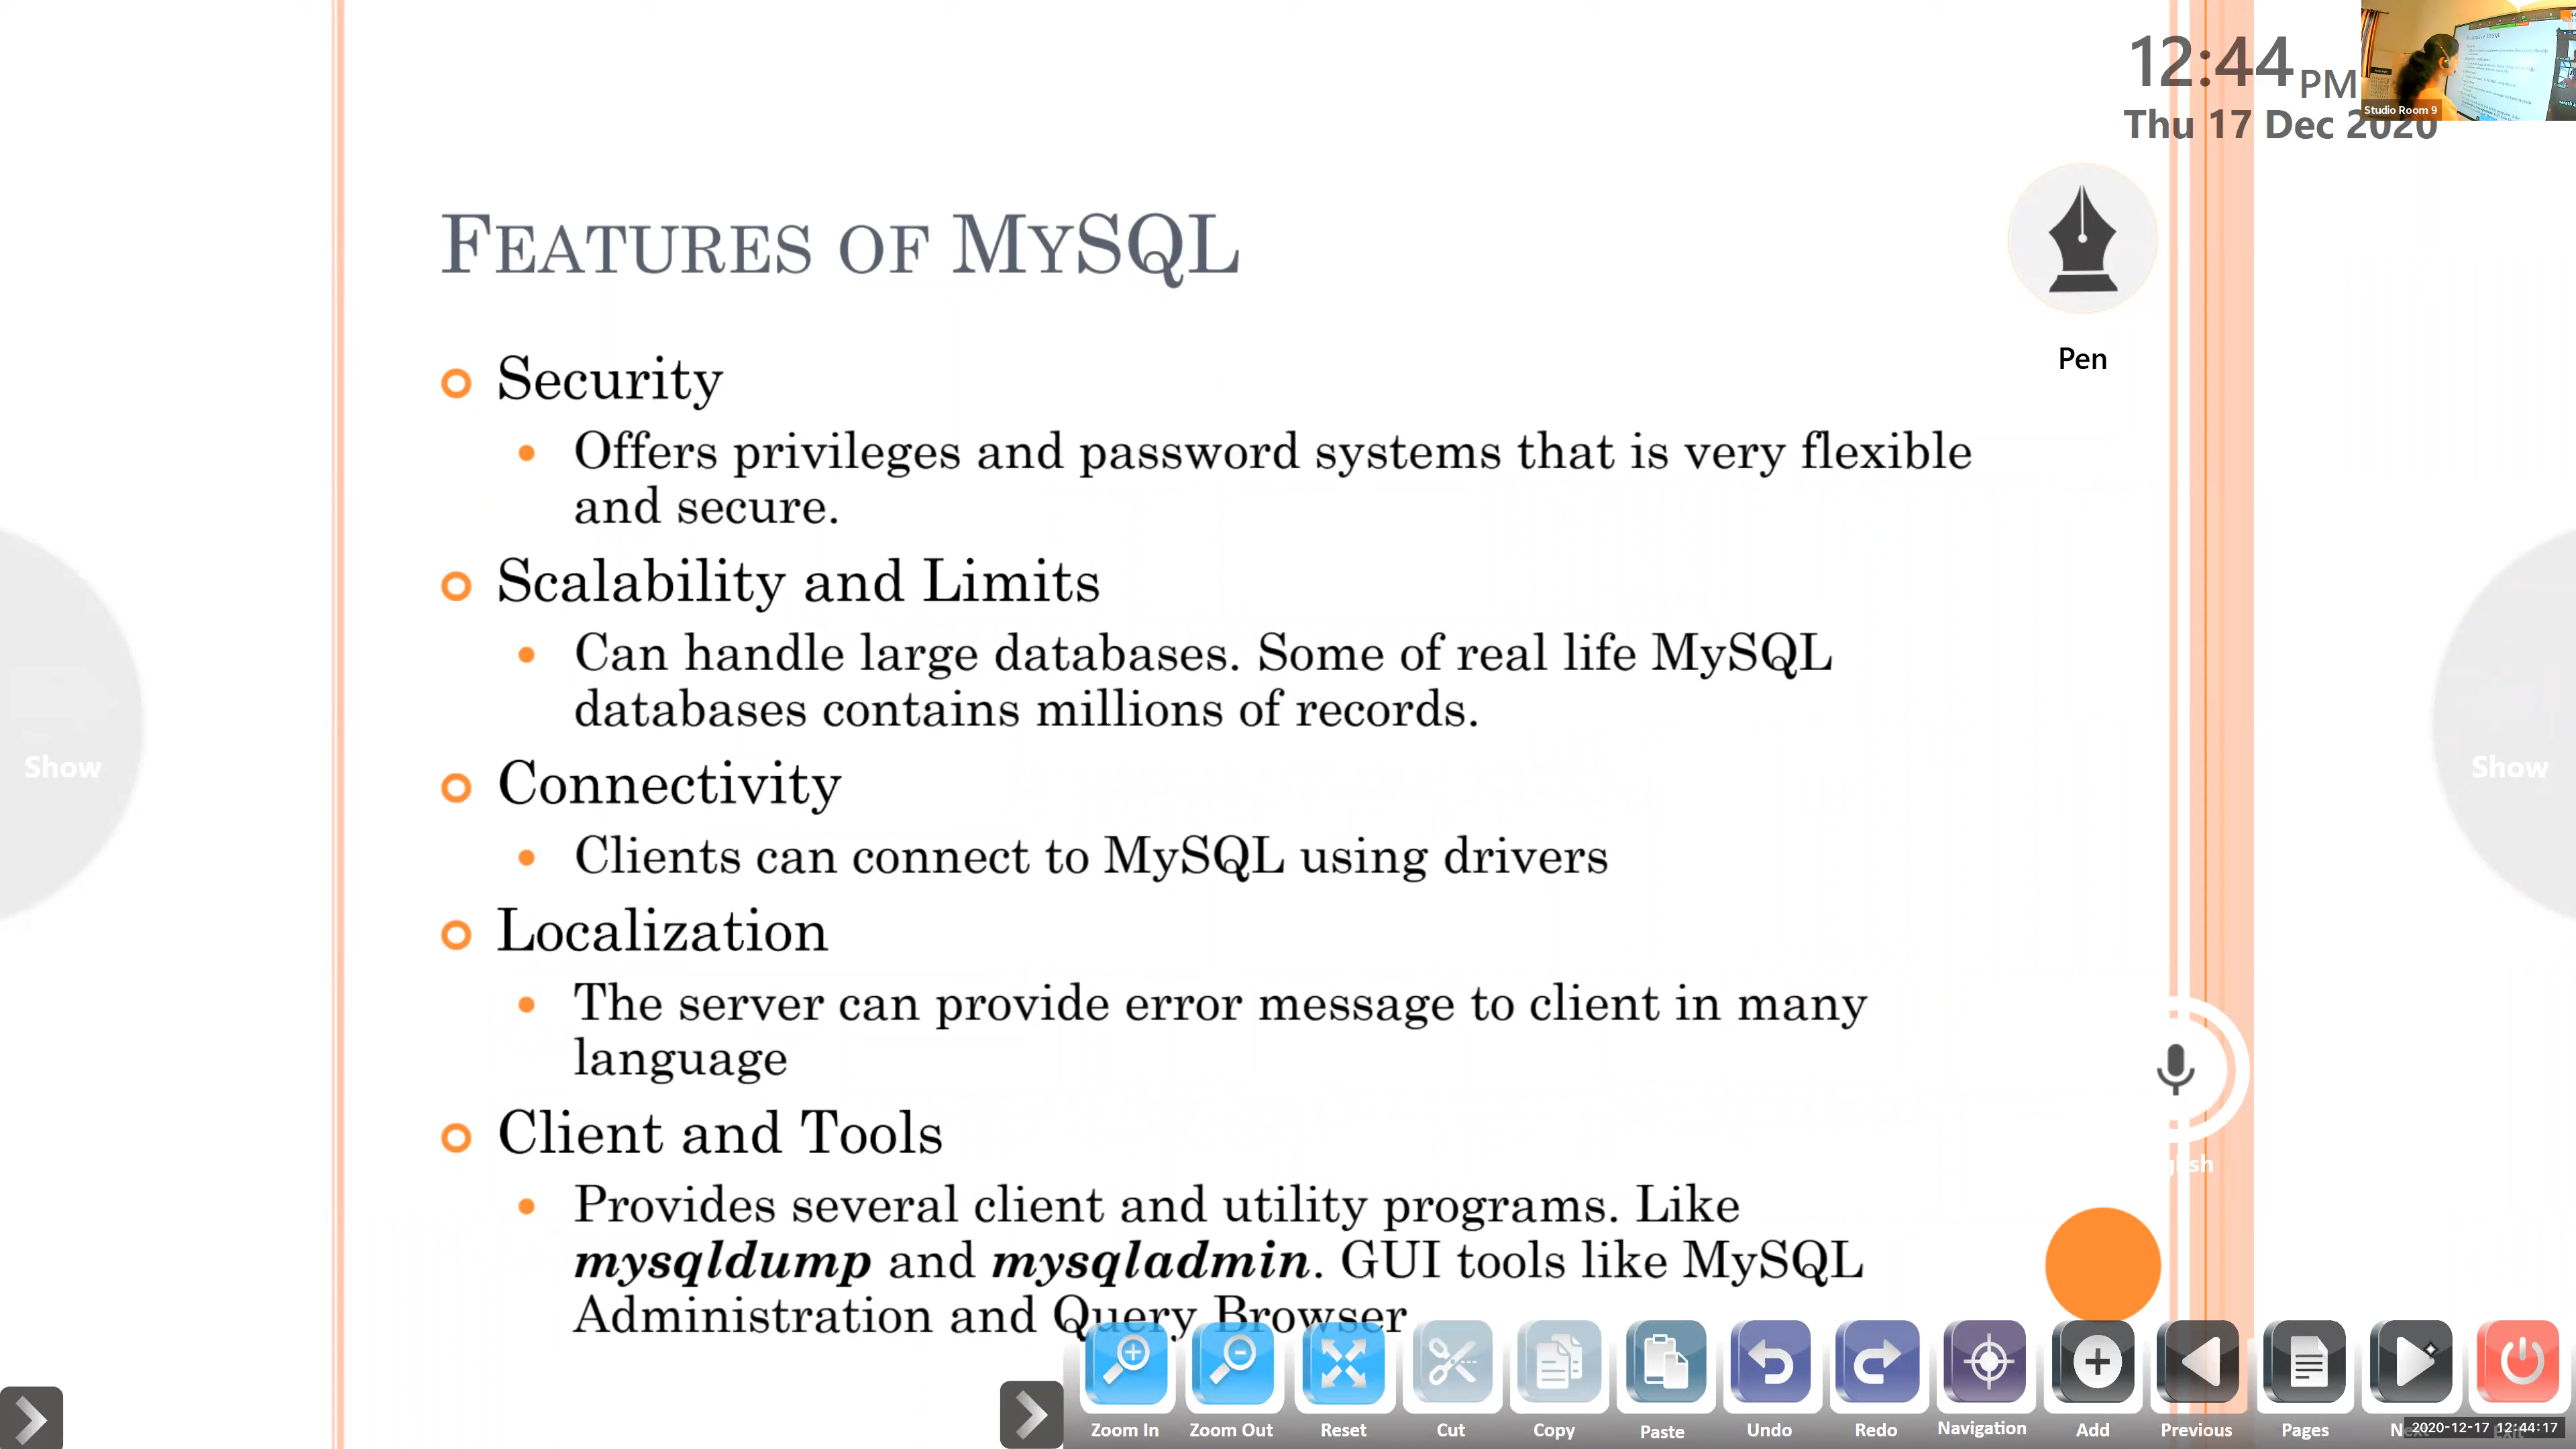 12:44 PM
Studio Room 9
Thu 17 Dec 2020
FEATURES OF MYSQL
Pen
Security
Offers privileges and password systems that is very flexible
and secure.
Scalability and Limits
Can handle large databases. Some of real life MySQL
databases contains millions of records.
Show
Show
Connectivity
Clients can connect to MySQL using drivers
Localization
The server can provide error message to client in many
language
Client and Tools
Provides several client and utility programs. Like
mysqldump and mysqladmin. GUI tools like MySQL
Administration and Query Browser
Zoom In
Zoom Out
Reset
Cut
Copy
Paste
Undo
Redo
Navigation
Add
Previous
Pages
2020-12-17 12:44:17